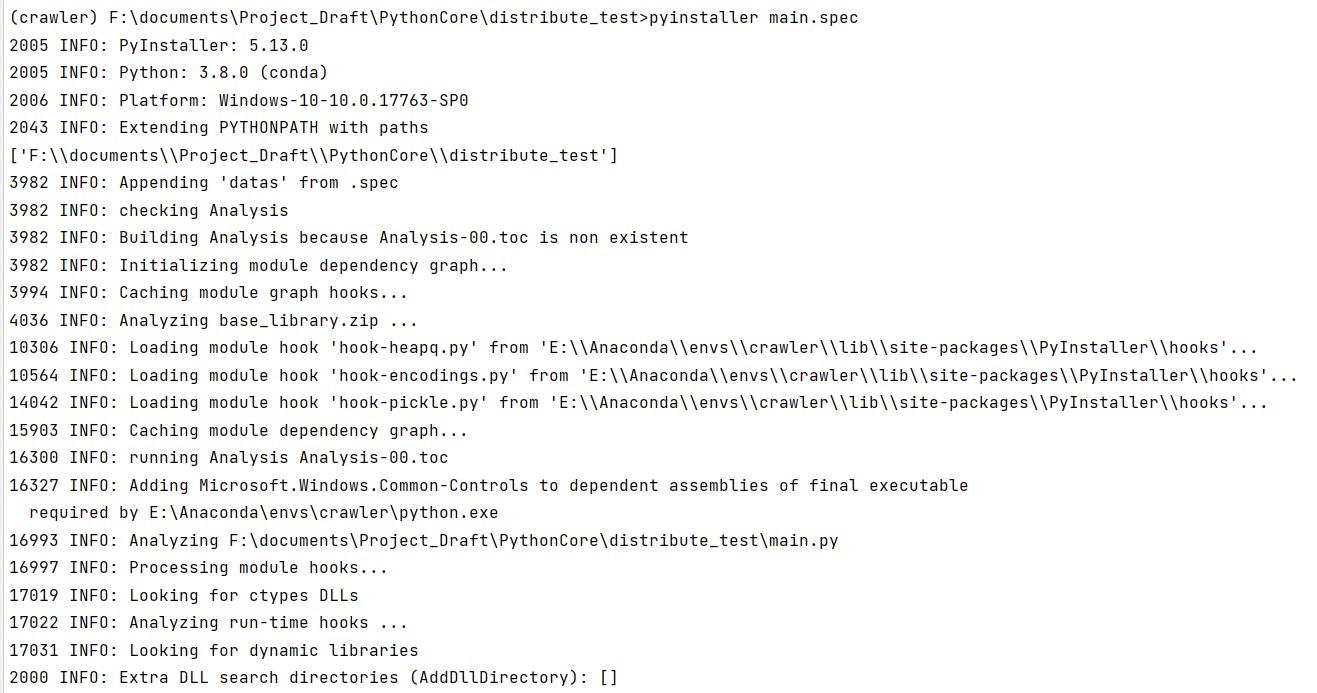 (crawler) F:\documents\Project_Draft\PythonCore\distribute_test>pyinstaller main.spec
2005 INFO: PyInstaller: 5.13.0
2005 INFO: Python: 3.8.0 (conda)
2006 INFO: Platform: Windows-10-10.0.17763-SP0
2043 INFO: Extending PYTHONPATH with paths
['F:\\documents\\Project_Draft\\PythonCore\\distribute_test']
3982 INFO: Appending 'datas' from .spec
3982 INFO: checking Analysis
3982 INFO: Building Analysis because Analysis-00.toc is non existent
3982 INFO: Initializing module dependency graph...
3994 INFO: Caching module graph hooks...
4036 INFO: Analyzing base_library.zip ...
10306 INFO: Loading module hook 'hook-heapq.py' from 'E:\\Anaconda\\envs\\crawler\\lib\\site-packages\\PyInstaller\\hooks'...
10564 INFO: Loading module hook 'hook-encodings.py' from 'E:\\Anaconda\\envs\\crawler\\lib\\site-packages\\PyInstaller\\hooks'...
14042 INFO: Loading module hook 'hook-pickle.py' from 'E:\\Anaconda\\envs\\crawler\\lib\\site-packages\\PyInstaller\\hooks'...
15903 INFO: Caching module dependency graph...
16300 INFO: running Analysis Analysis-00.toc
16327 INFO: Adding Microsoft.Windows.Common-Controls to dependent assemblies of final executable
  required by E:\Anaconda\envs\crawler\python.exe
16993 INFO: Analyzing F:\documents\Project_Draft\PythonCore\distribute_test\main.py
16997 INFO: Processing module hooks...
17019 INFO: Looking for ctypes DLLs
17022 INFO: Analyzing run-time hooks ...
17031 INFO: Looking for dynamic libraries
2000 INFO: Extra DLL search directories (AddDllDirectory): []